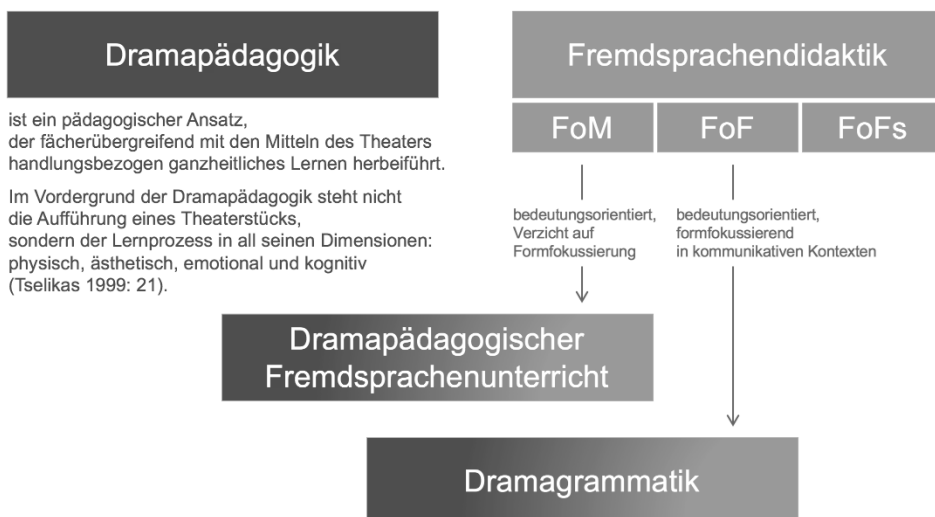 Dramapädagogik
ist ein pädagogischer Ansatz,
der fächerübergreifend mit den Mitteln des Theaters
handlungsbezogen ganzheitliches Lernen herbeiführt.
Im Vordergrund der Dramapädagogik steht nicht
die Aufführung eines Theaterstücks,
sondern der Lernprozess in all seinen Dimensionen:
physisch, ästhetisch, emotional und kognitiv
(Tselikas 1999: 21).
Fremdsprachendidaktik
FoM
FoF
FoFs
bedeutungsorientiert,
Verzicht auf
Formfokussierung
bedeutungsorientiert,
formfokussierend
in kommunikativen Kontexten
Dramapädagogischer
Fremdsprachenunterricht
Dramagrammatik